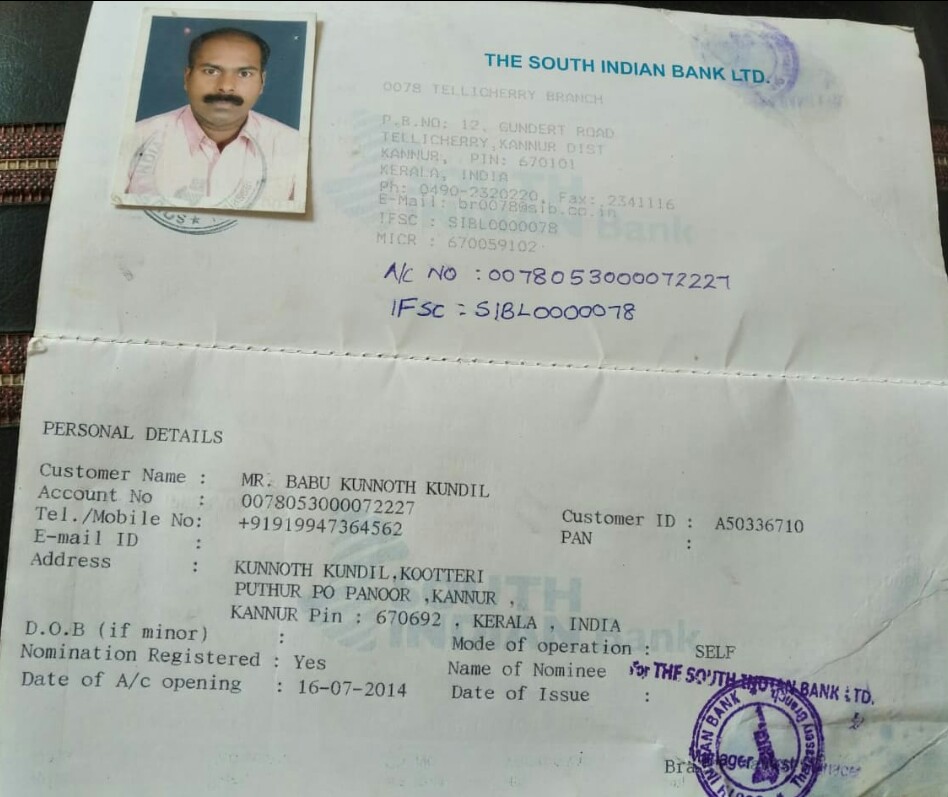 THE SOUTH INDIAN BANK LTD.
0078 TELLICHERRY BRANCH
P.B.NO: 12, GUNDERT ROAD
TELLICHERRY,KANNUR DIST
KANNUR, PIN: 670101
KERALA, INDIA
Ph: 0490-2320220, Fax: 2341116
E-Mail: br0078@sib.co.in
IFSC : SIBL0000078
MICR : 670059102
A/c NO : 0078053000072227
IFSC : SIBL0000078
PERSONAL DETAILS
Customer Name : MR. BABU KUNNOTH KUNDIL
Account No : 0078053000072227
Tel./Mobile No: +91919947364562 Customer ID : A50336710
E-mail ID : PAN :
Address : KUNNOTH KUNDIL,KOOTTERI
PUTHUR PO PANOOR ,KANNUR ,
KANNUR Pin : 670692 , KERALA , INDIA
D.O.B (if minor) : Mode of operation : SELF
Nomination Registered : Yes Name of Nominee
Date of A/c opening : 16-07-2014 Date of Issue :
for THE SOUTH INDIAN BANK LTD.
Manager
SOUTH INDIAN Bank